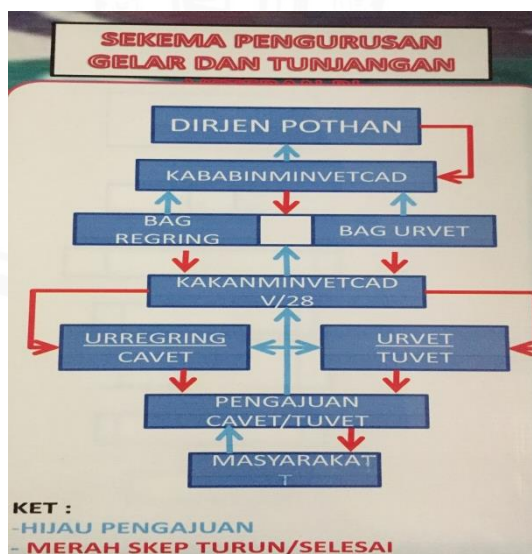 SEKEMA PENGURUSAN
GELAR DAN TUNJANGAN
DIRJEN POTHAN
KABABINMINVETCAD
BAG
REGRING
BAG URVET
KAKANMINVETCAD
V/28
URREGRING
CAVET
URVET
TUVET
PENGAJUAN
CAVET/TUVET
MASYARAKAT
T
KET :
-HIJAU PENGAJUAN
- MERAH SKEP TURUN/SELESAI